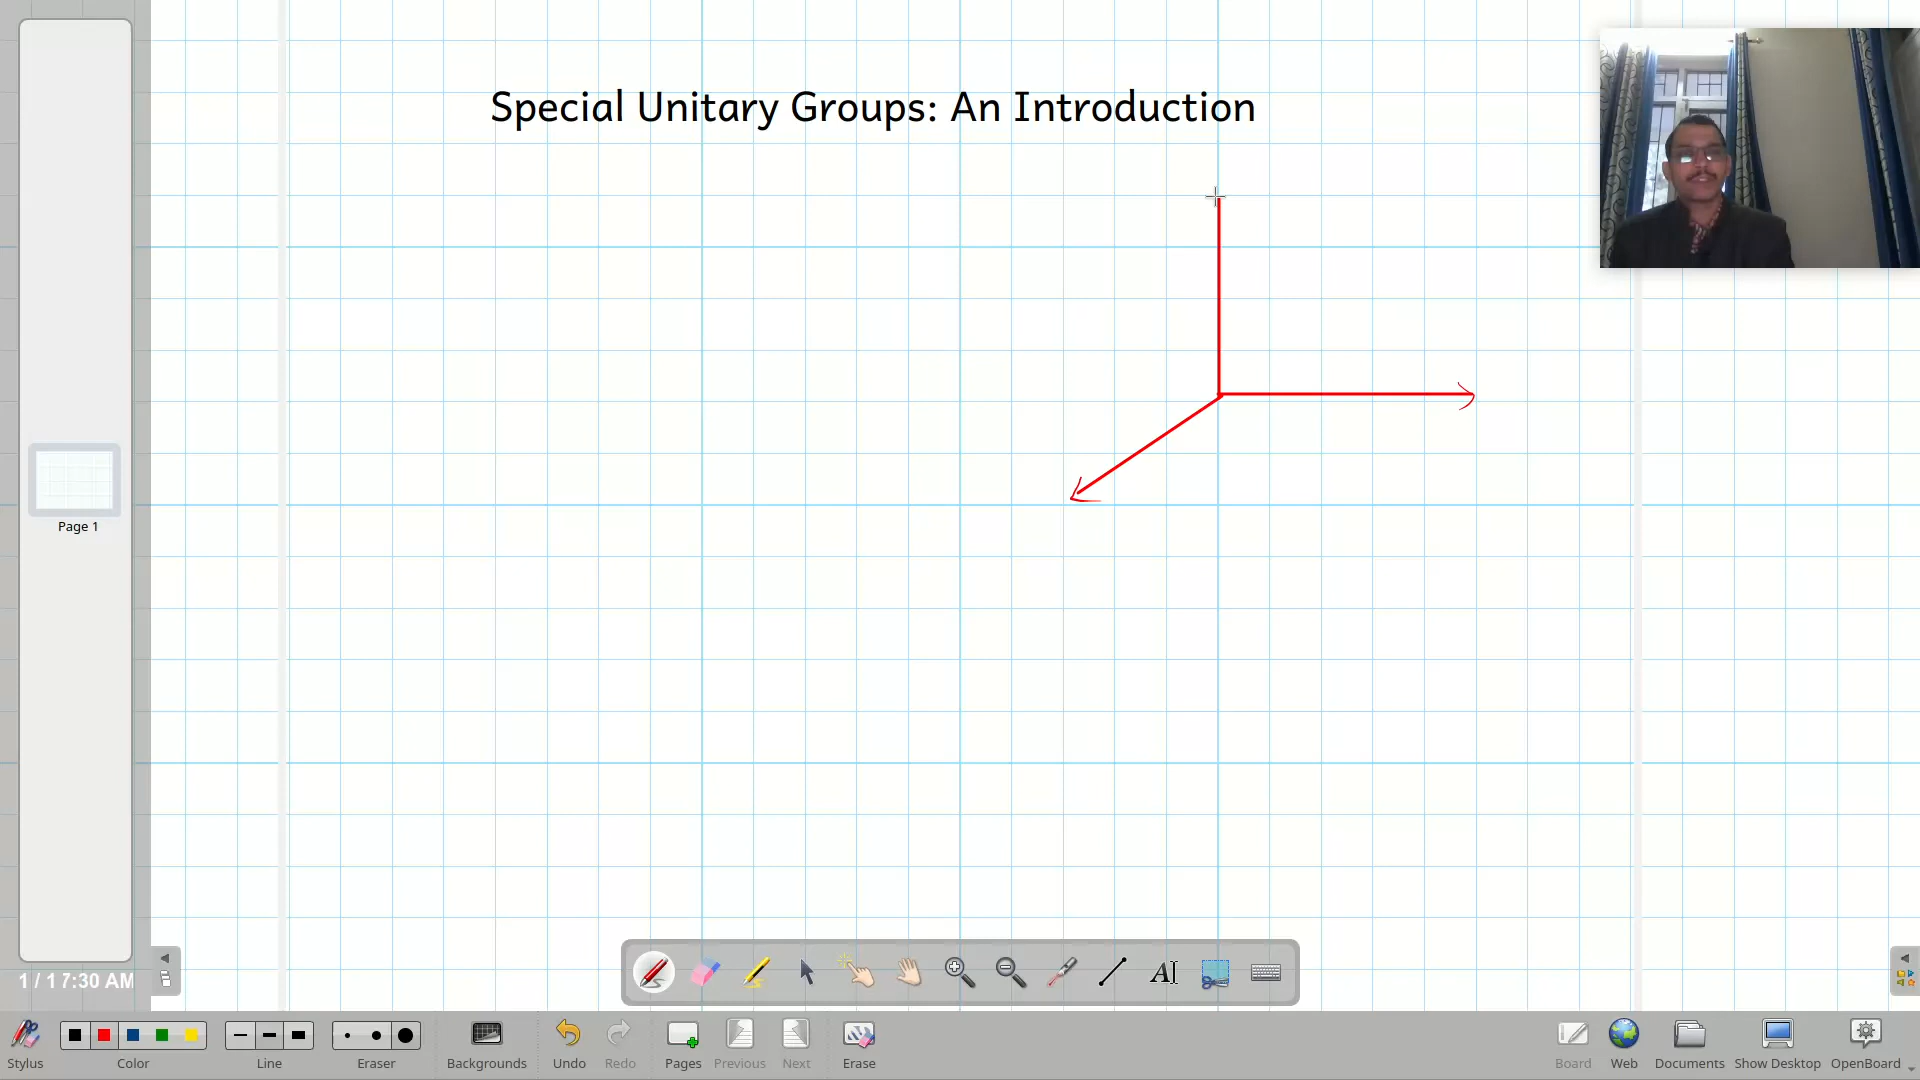 Special Unitary Groups: An Introduction
Page 1
1 / 1 7:30 AM
Stylus
Color
Line
Eraser
Backgrounds
Undo
Redo
Pages
Previous
Next
Erase
Board
Web
Documents
Show Desktop
OpenBoard